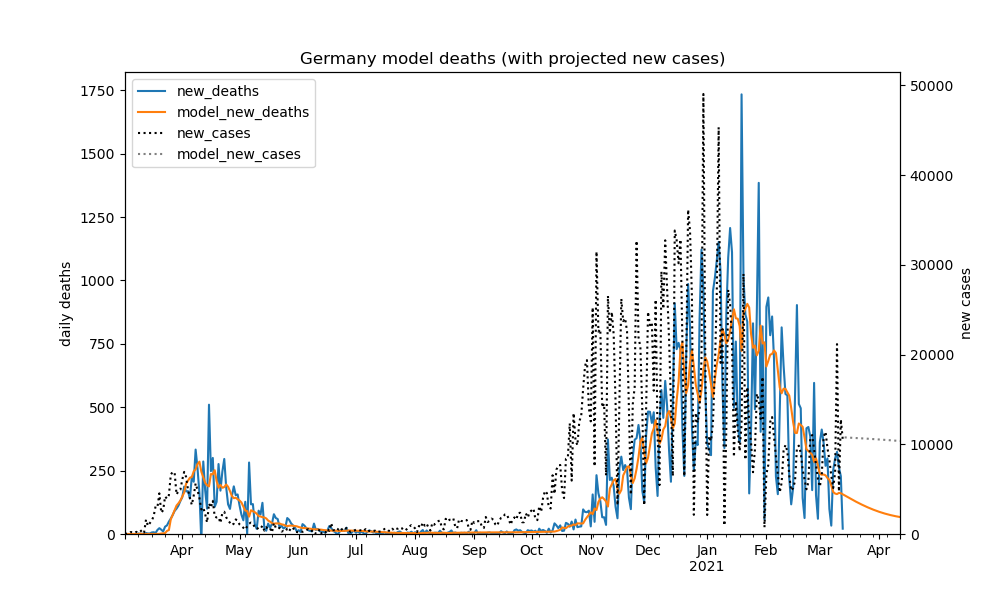 Germany model deaths (with projected new cases)
new_deaths
model_new_deaths
new_cases
model_new_cases
daily deaths
1750
1500
1250
1000
750
500
250
0
new cases
50000
40000
30000
20000
10000
0
Apr May Jun Jul Aug Sep Oct Nov Dec Jan Feb Mar Apr
2021